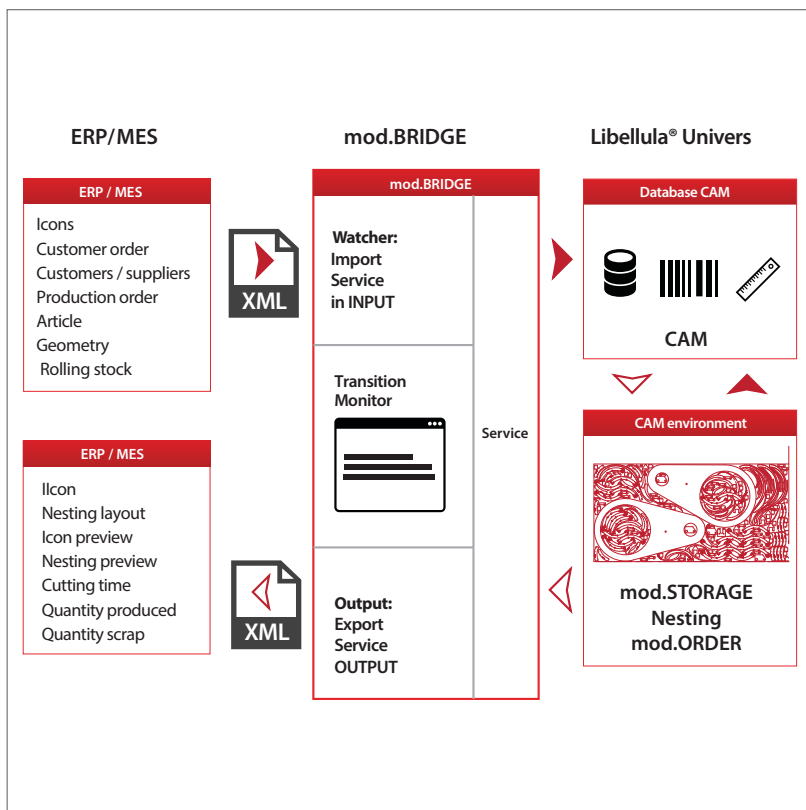 ERP/MES
mod.BRIDGE
Libellula® Univers
ERP / MES
Icons
Customer order
Customers / suppliers
Production order
Article
Geometry
Rolling stock
XML
mod.BRIDGE
Watcher:
Import
Service
in INPUT
Transition
Monitor
Service
Output:
Export
Service
OUTPUT
Database CAM
CAM
ERP / MES
IIcon
Nesting layout
Icon preview
Nesting preview
Cutting time
Quantity produced
Quantity scrap
XML
CAM environment
mod.STORAGE
Nesting
mod.ORDER